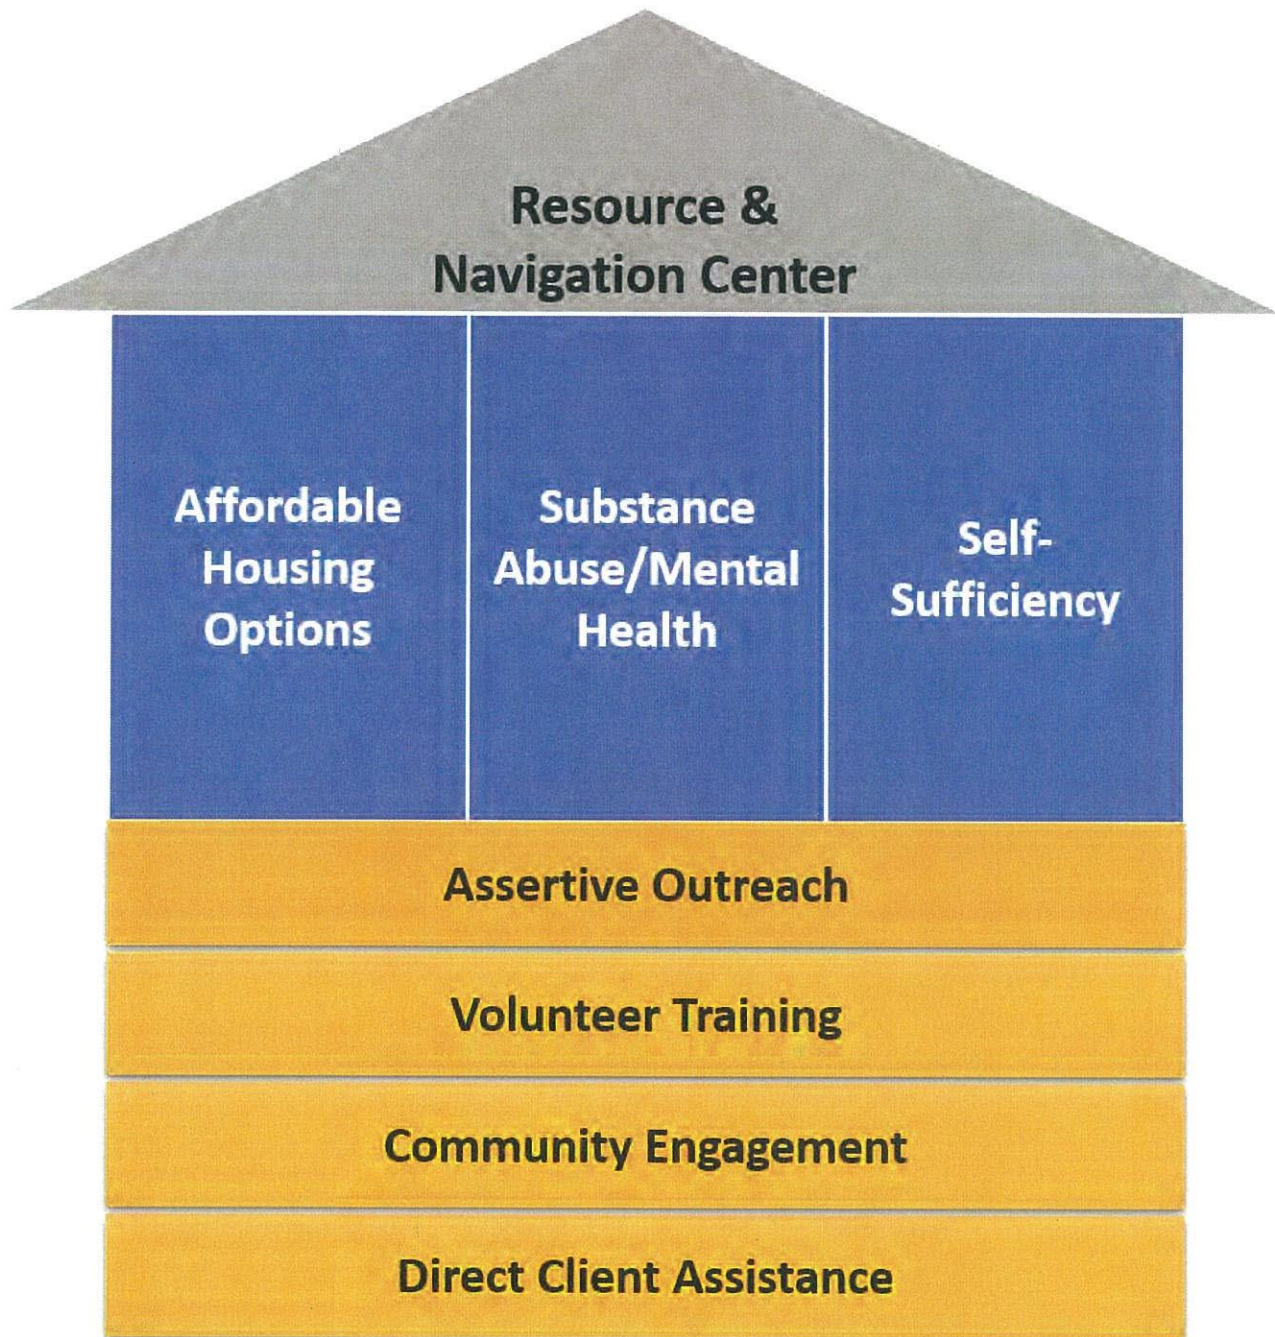 Resource &
Navigation Center
Affordable
Housing
Options
Substance
Abuse/Mental
Health
Self-
Sufficiency
Assertive Outreach
Volunteer Training
Community Engagement
Direct Client Assistance